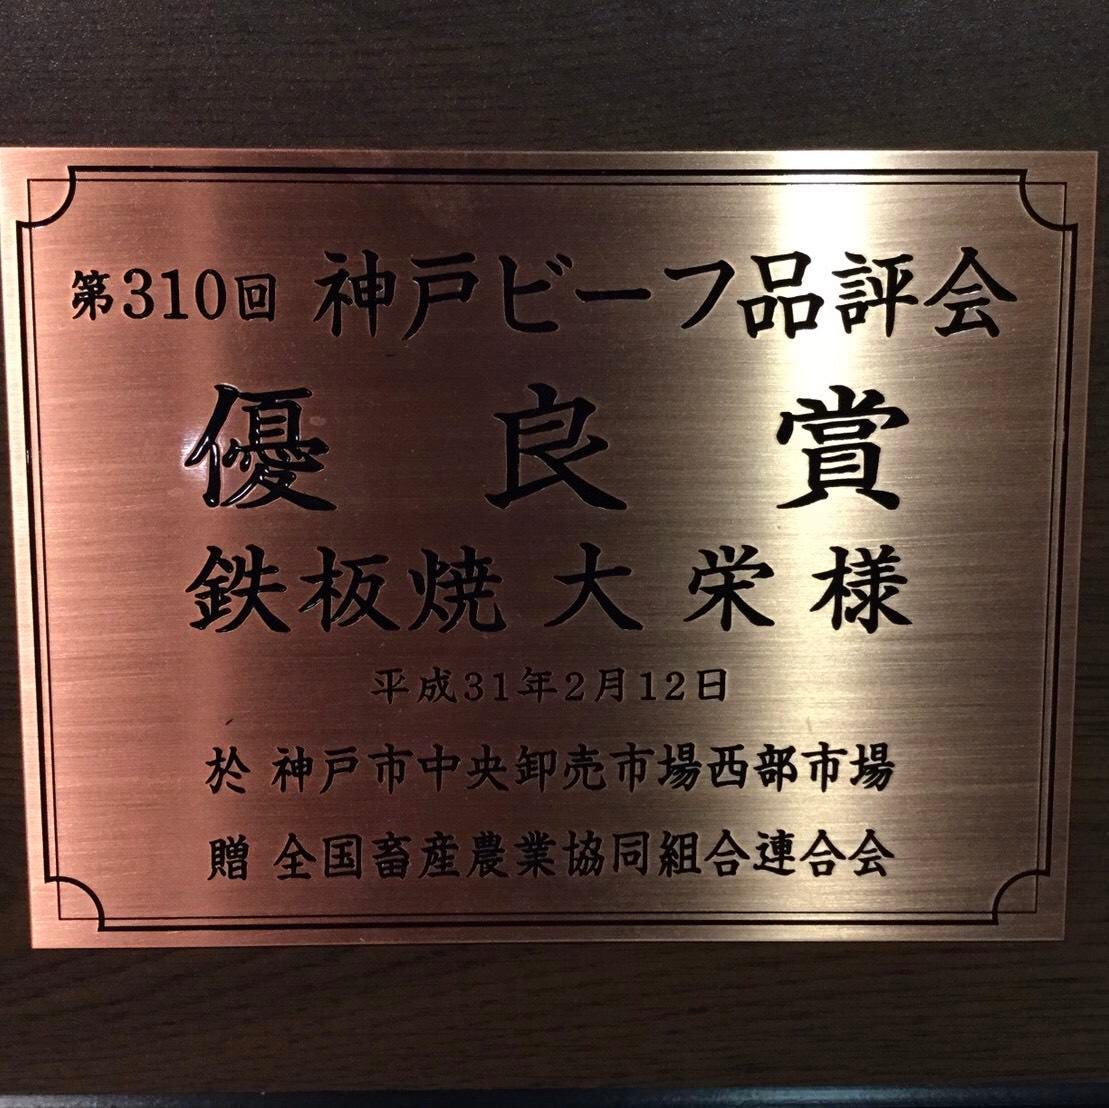 第310回 神戸ビーフ品評会
優良賞
鉄板焼 大栄様
平成31年2月12日
於 神戸市中央卸売市場西部市場
贈 全国畜産農業協同組合連合会